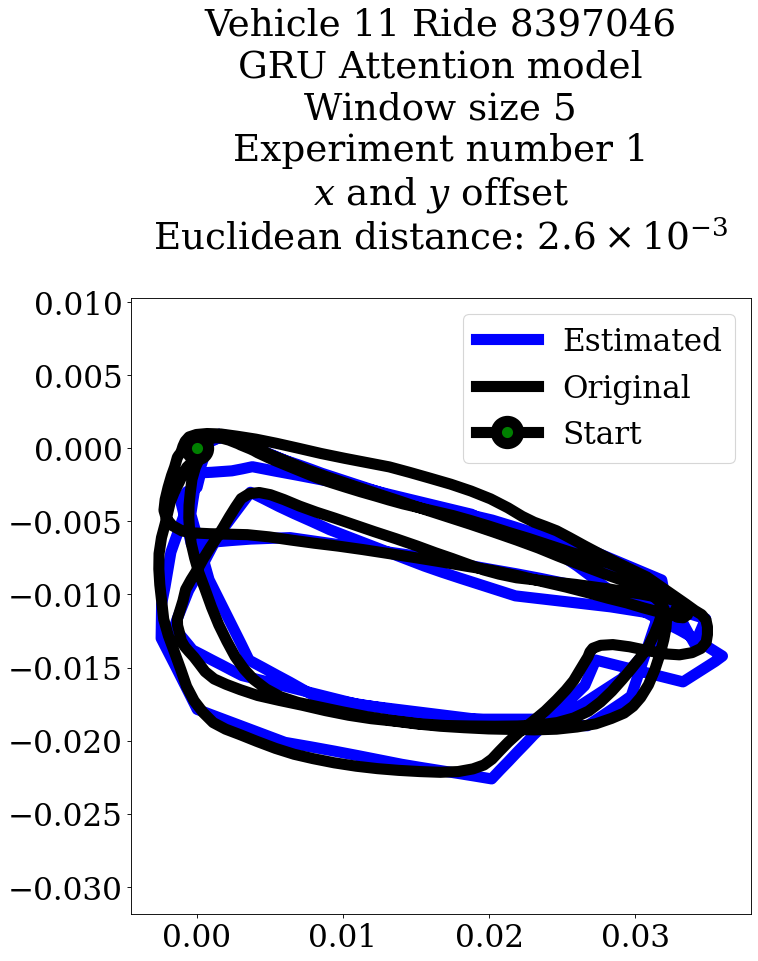 Vehicle 11 Ride 8397046
GRU Attention model
Window size 5
Experiment number 1
x and y offset
Euclidean distance: 2.6 × 10⁻³
0.010
0.005
0.000
−0.005
−0.010
−0.015
−0.020
−0.025
−0.030
Estimated
Original
Start
0.00 0.01 0.02 0.03